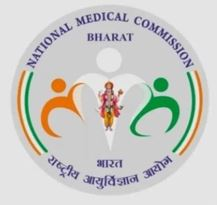 NATIONAL MEDICAL COMMISSION
BHARAT
भारत
राष्ट्रीय आयुर्विज्ञान आयोग